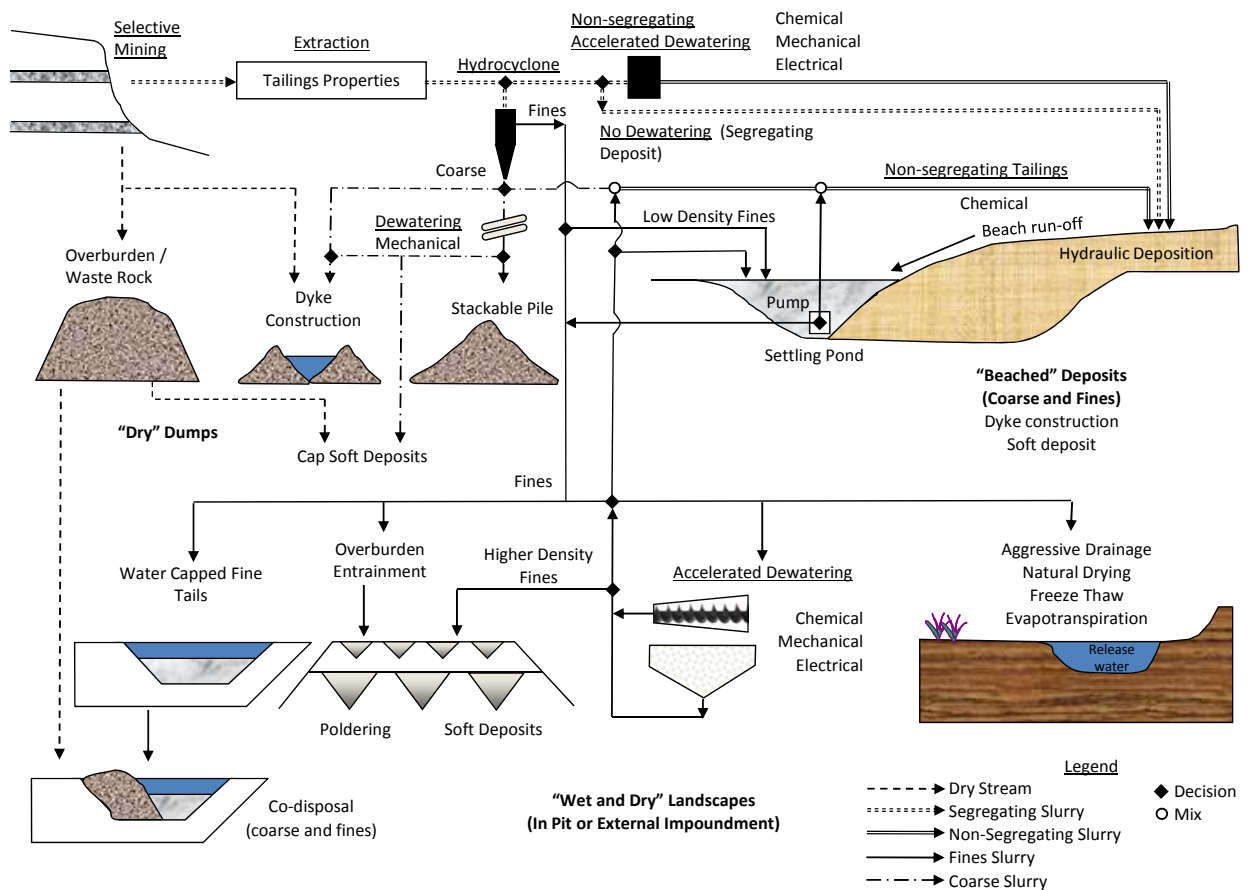 Selective
Mining
Extraction
Tailings Properties
Hydrocyclone
Non-segregating
Accelerated Dewatering
Chemical
Mechanical
Electrical
Fines
No Dewatering (Segregating
Deposit)
Coarse
Non-segregating Tailings
Chemical
Dewatering
Mechanical
Low Density Fines
Beach run-off
Hydraulic Deposition
Overburden /
Waste Rock
Dyke
Construction
Stackable Pile
Pump
Settling Pond
"Beached" Deposits
(Coarse and Fines)
Dyke construction
Soft deposit
"Dry" Dumps
Cap Soft Deposits
Fines
Water Capped Fine
Tails
Overburden
Entrainment
Higher Density
Fines
Accelerated Dewatering
Chemical
Mechanical
Electrical
Aggressive Drainage
Natural Drying
Freeze Thaw
Evapotranspiration
Release
water
Poldering
Soft Deposits
Co-disposal
(coarse and fines)
"Wet and Dry" Landscapes
(In Pit or External Impoundment)
Legend
Dry Stream
Segregating Slurry
Non-Segregating Slurry
Fines Slurry
Coarse Slurry
Decision
Mix